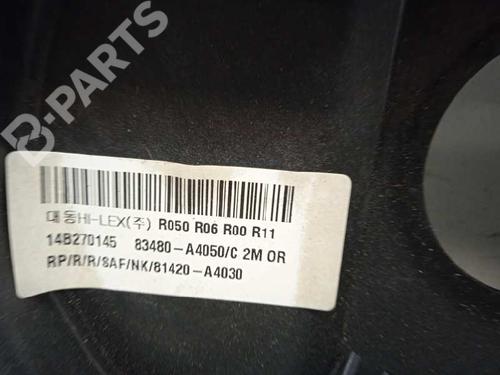 B-PARTS
대동HI-LEX(주) R050 R06 R00 R11
14B270145 83480-A4050/C 2M OR
RP/R/R/SAF/NK/81420-A4030